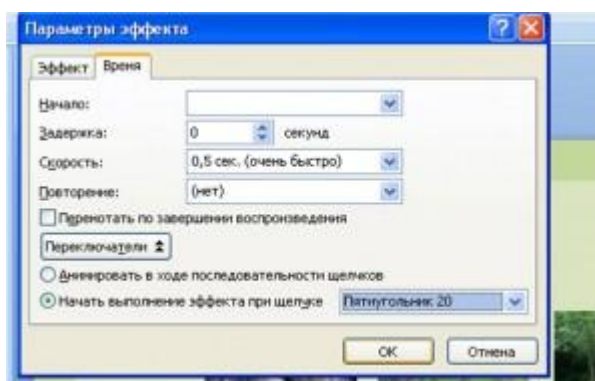 Параметры эффекта
Эффект Время
Начало:
Задержка: 0 секунд
Скорость: 0,5 сек. (очень быстро)
Повторение: (нет)
Перемотать по завершении воспроизведения
Переключатели
Анимировать в ходе последовательности щелчков
Начать выполнение эффекта при щелчке Пятиугольник 20
ОК Отмена